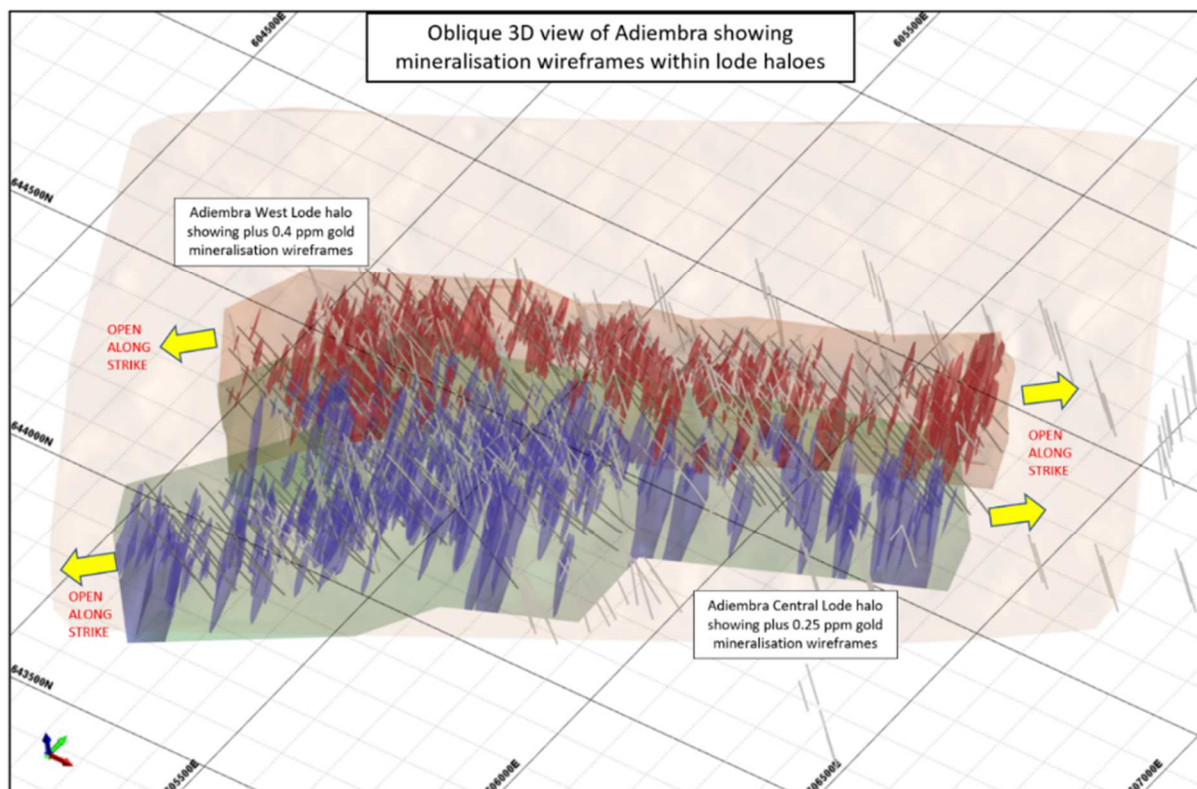 604500E
605500E
Oblique 3D view of Adiembra showing
mineralisation wireframes within lode haloes
644500N
Adiembra West Lode halo
showing plus 0.4 ppm gold
mineralisation wireframes
OPEN
ALONG
STRIKE
644000N
OPEN
ALONG
STRIKE
OPEN
ALONG
STRIKE
Adiembra Central Lode halo
showing plus 0.25 ppm gold
mineralisation wireframes
643500N
605500E
606000E
606500E
607000E